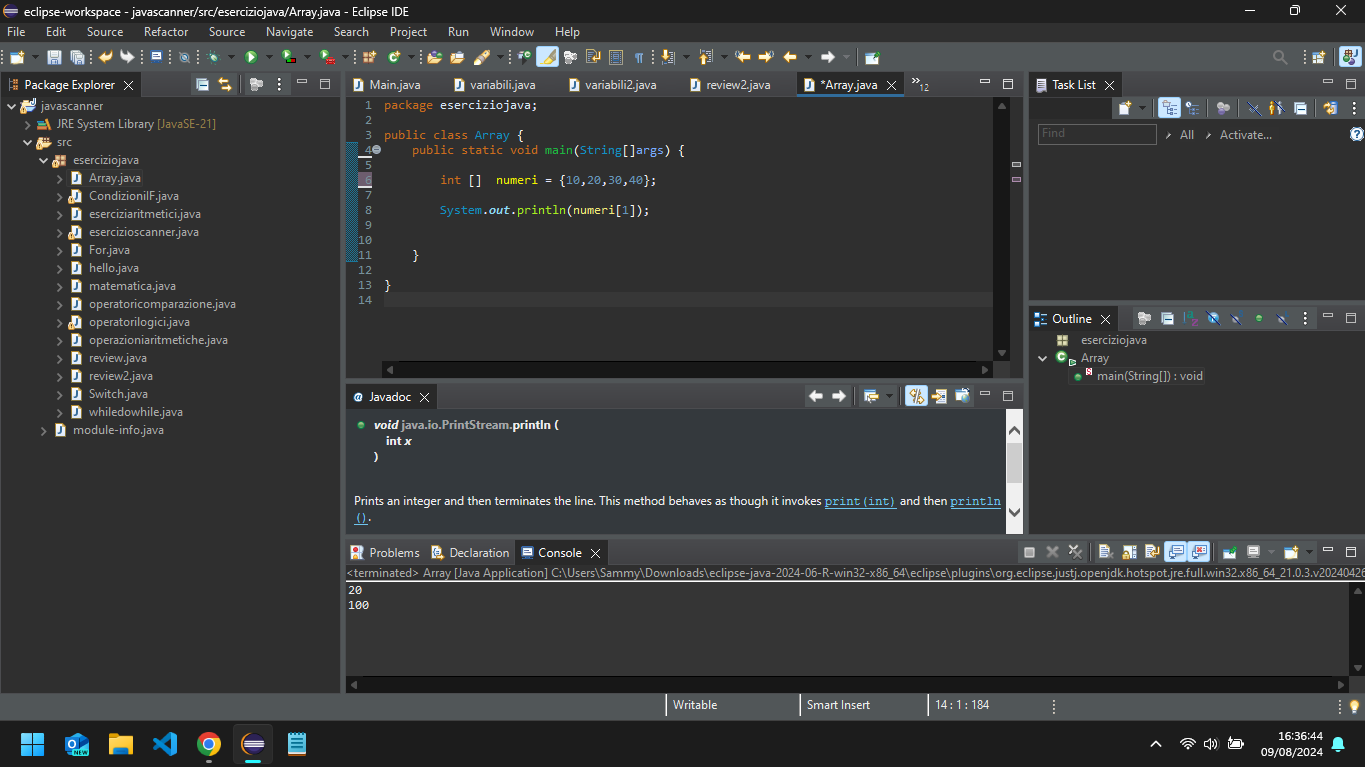 eclipse-workspace - javascanner/src/eserciziojava/Array.java - Eclipse IDE
File Edit Source Refactor Source Navigate Search Project Run Window Help
Package Explorer
javascanner
JRE System Library [JavaSE-21]
src
eserciziojava
Array.java
CondizioniIF.java
eserciziaritmetici.java
esercizioscanner.java
For.java
hello.java
matematica.java
operatoricomparazione.java
operatorilogici.java
operazioniaritmetiche.java
review.java
review2.java
Switch.java
whiledowhile.java
module-info.java
Main.java variabili.java variabili2.java review2.java *Array.java »12
1 package eserciziojava;
2
3 public class Array {
4 public static void main(String[]args) {
5
6 int [] numeri = {10,20,30,40};
7
8 System.out.println(numeri[1]);
9
10
11 }
12
13 }
14
Javadoc
void java.io.PrintStream.println (
int x
)
Prints an integer and then terminates the line. This method behaves as though it invokes print(int) and then println
().
Problems Declaration Console
<terminated> Array [Java Application] C:\Users\Sammy\Downloads\eclipse-java-2024-06-R-win32-x86_64\eclipse\plugins\org.eclipse.justj.openjdk.hotspot.jre.full.win32.x86_64_21.0.3.v20240426
20
100
Task List
Find All Activate...
Outline
eserciziojava
Array
main(String[]) : void
Writable Smart Insert 14 : 1 : 184
NEW
16:36:44
09/08/2024